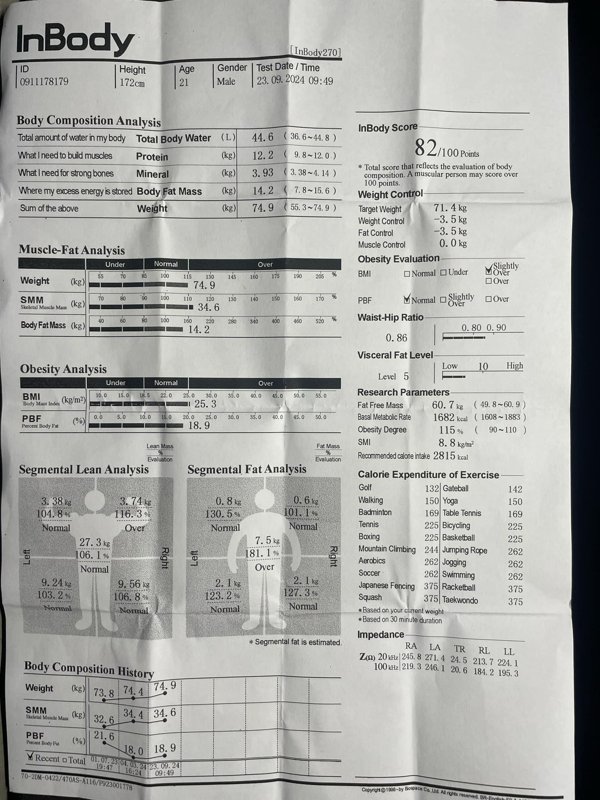 InBody
[InBody270]
ID Height Age Gender Test Date / Time
0911178179 172cm 21 Male 23.09.2024 09:49
Body Composition Analysis
Total amount of water in my body Total Body Water (L) 44.6 ( 36.6~44.8 )
What I need to build muscles Protein (kg) 12.2 ( 9.8~12.0 )
What I need for strong bones Mineral (kg) 3.93 ( 3.38~4.14 )
Where my excess energy is stored Body Fat Mass (kg) 14.2 ( 7.8~15.6 )
Sum of the above Weight (kg) 74.9 ( 55.3~74.9 )
Muscle-Fat Analysis
Under Normal Over
Weight (kg) 55 70 85 100 115 130 145 160 175 190 205 %
74.9
SMM (kg) 70 80 90 100 110 120 130 140 150 160 170 %
Skeletal Muscle Mass 34.6
Body Fat Mass (kg) 40 60 80 100 160 220 280 340 400 460 520 %
14.2
Obesity Analysis
Under Normal Over
BMI (kg/m²) 10.0 15.0 18.5 22.0 25.0 30.0 35.0 40.0 45.0 50.0 55.0
Body Mass Index 25.3
PBF (%) 0.0 5.0 10.0 15.0 20.0 25.0 30.0 35.0 40.0 45.0 50.0
Percent Body Fat 18.9
Lean Mass
%
Evaluation
Segmental Lean Analysis
3.38 kg 3.74 kg
104.8 % 116.3 %
Normal Over
27.3 kg
106.1 %
Normal
Left Right
9.24 kg 9.56 kg
103.2 % 106.8 %
Normal Normal
Fat Mass
%
Evaluation
Segmental Fat Analysis
0.8 kg 0.6 kg
130.5 % 101.1 %
Normal Normal
7.5 kg
181.1 %
Over
Left Right
2.1 kg 2.1 kg
123.2 % 127.3 %
Normal Normal
* Segmental fat is estimated.
Body Composition History
Weight (kg) 73.8 74.4 74.9
SMM (kg) 32.6 34.4 34.6
Skeletal Muscle Mass
PBF (%) 21.6 18.0 18.9
Percent Body Fat
Recent Total 01.07.23 04.03.24 23.09.24
19:47 16:24 09:49
InBody Score
82/100 Points
* Total score that reflects the evaluation of body
composition. A muscular person may score over
100 points.
Weight Control
Target Weight 71.4 kg
Weight Control -3.5 kg
Fat Control -3.5 kg
Muscle Control 0.0 kg
Obesity Evaluation
BMI Normal Under Slightly Over
Over
PBF Normal Slightly Over Over
Waist-Hip Ratio
0.80 0.90
0.86
Visceral Fat Level
Low 10 High
Level 5
Research Parameters
Fat Free Mass 60.7 kg ( 49.8~60.9 )
Basal Metabolic Rate 1682 kcal ( 1608~1883 )
Obesity Degree 115 % ( 90~110 )
SMI 8.8 kg/m²
Recommended calorie intake 2815 kcal
Calorie Expenditure of Exercise
Golf 132 Gateball 142
Walking 150 Yoga 150
Badminton 169 Table Tennis 169
Tennis 225 Bicycling 225
Boxing 225 Basketball 225
Mountain Climbing 244 Jumping Rope 262
Aerobics 262 Jogging 262
Soccer 262 Swimming 262
Japanese Fencing 375 Racketball 375
Squash 375 Taekwondo 375
*Based on your current weight
*Based on 30 minute duration
Impedance
RA LA TR RL LL
Z(Ω) 20 kHz 245.8 271.4 24.5 213.7 224.1
100 kHz 219.3 246.1 20.6 184.2 195.3